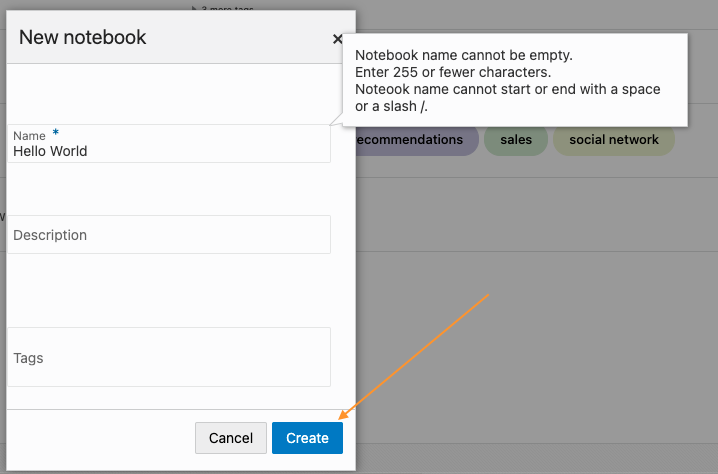 3 more tags
New notebook
×
Notebook name cannot be empty.
Enter 255 or fewer characters.
Noteook name cannot start or end with a space
or a slash /.
Name *
Hello World
ecommendations
sales
social network
w
Description
Tags
Cancel
Create